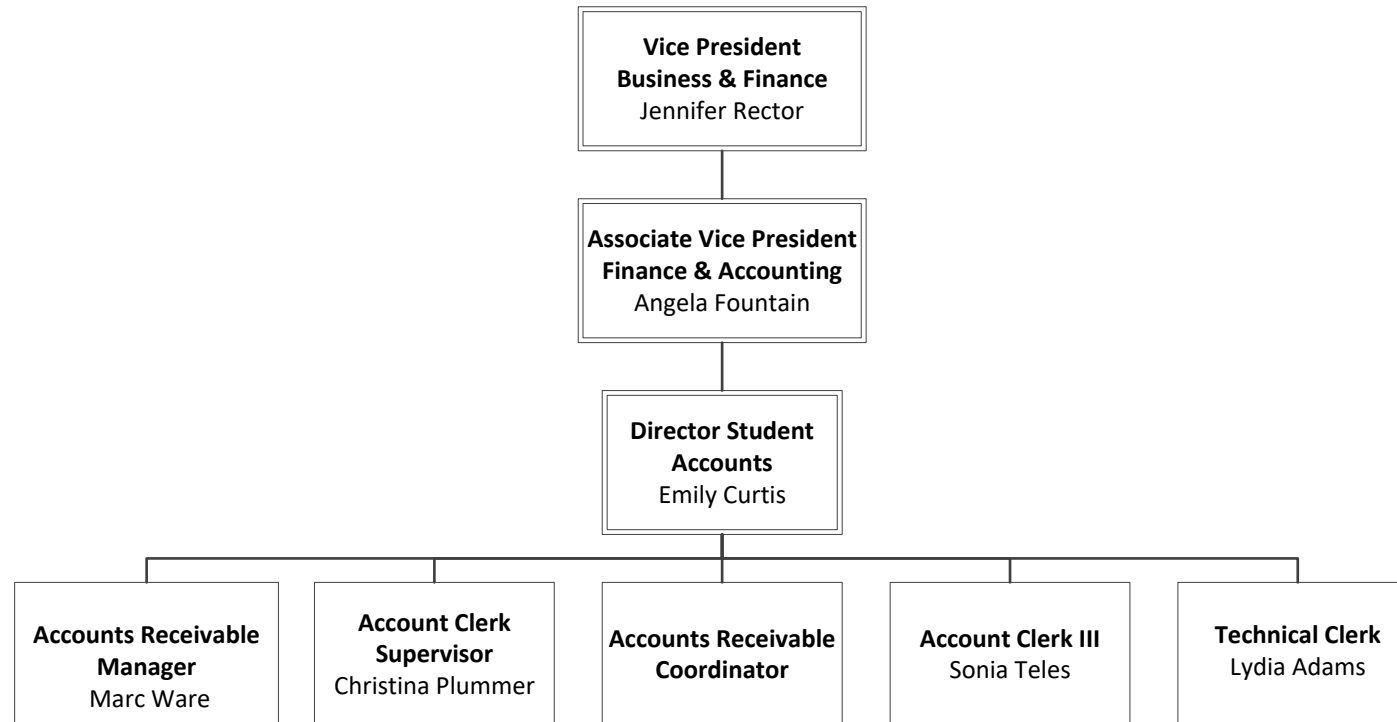 Vice President
Business & Finance
Jennifer Rector
Associate Vice President
Finance & Accounting
Angela Fountain
Director Student
Accounts
Emily Curtis
Accounts Receivable
Manager
Marc Ware
Account Clerk
Supervisor
Christina Plummer
Accounts Receivable
Coordinator
Account Clerk III
Sonia Teles
Technical Clerk
Lydia Adams